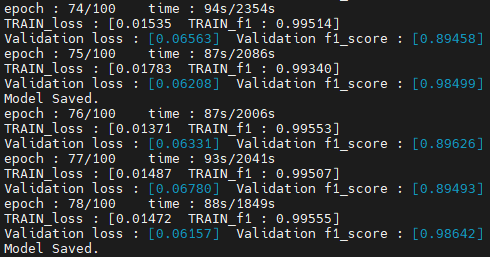 epoch : 74/100    time : 94s/2354s
TRAIN_loss : [0.01535  TRAIN_f1 : 0.99514]
Validation loss : [0.06563]  Validation f1_score : [0.89458]
epoch : 75/100    time : 87s/2086s
TRAIN_loss : [0.01783  TRAIN_f1 : 0.99340]
Validation loss : [0.06208]  Validation f1_score : [0.98499]
Model Saved.
epoch : 76/100    time : 87s/2006s
TRAIN_loss : [0.01371  TRAIN_f1 : 0.99553]
Validation loss : [0.06331]  Validation f1_score : [0.89626]
epoch : 77/100    time : 93s/2041s
TRAIN_loss : [0.01487  TRAIN_f1 : 0.99507]
Validation loss : [0.06780]  Validation f1_score : [0.89493]
epoch : 78/100    time : 88s/1849s
TRAIN_loss : [0.01472  TRAIN_f1 : 0.99555]
Validation loss : [0.06157]  Validation f1_score : [0.98642]
Model Saved.